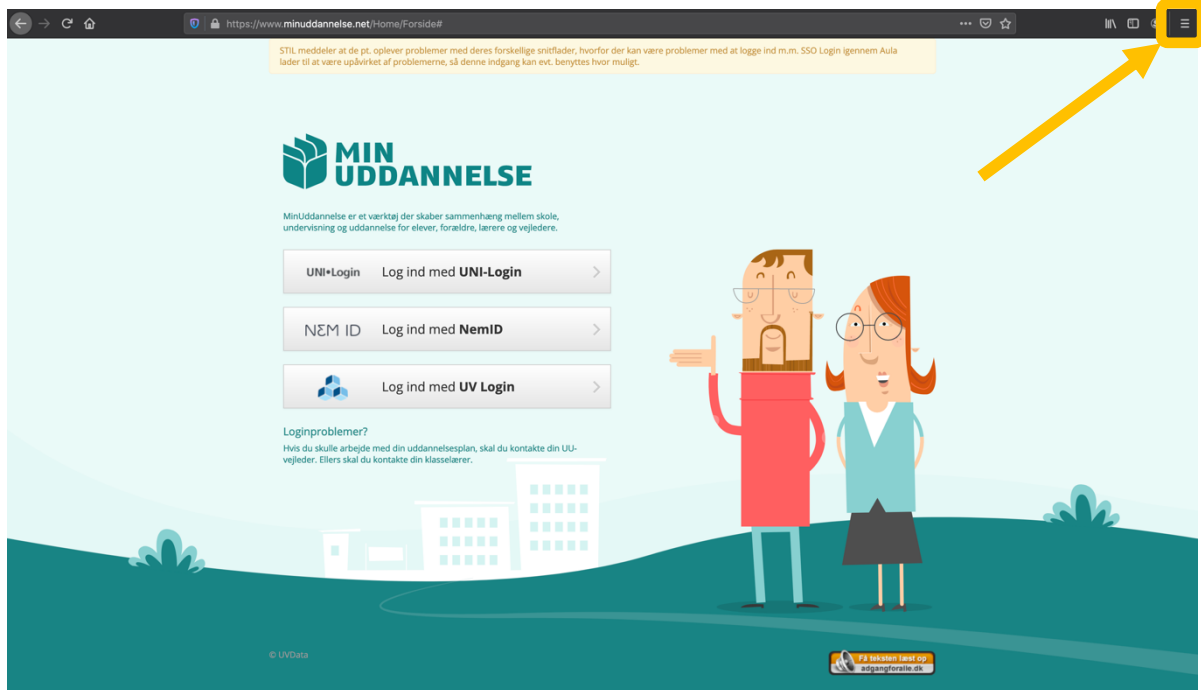 https://www.minuddannelse.net/Home/Forside#
STIL meddeler at de pt. oplever problemer med deres forskellige snitflader, hvorfor der kan være problemer med at logge ind m.m. SSO Login igennem Aula
lader til at være upåvirket af problemerne, så denne indgang kan evt. benyttes hvor muligt.
MIN
UDDANNELSE
MinUddannelse er et værktøj der skaber sammenhæng mellem skole,
undervisning og uddannelse for elever, forældre, lærere og vejledere.
UNI•Login Log ind med UNI-Login
NEM ID Log ind med NemID
Log ind med UV Login
Loginproblemer?
Hvis du skulle arbejde med din uddannelsesplan, skal du kontakte din UU-
vejleder. Ellers skal du kontakte din klasselærer.
© UVData
Få teksten læst op
adgangforalle.dk